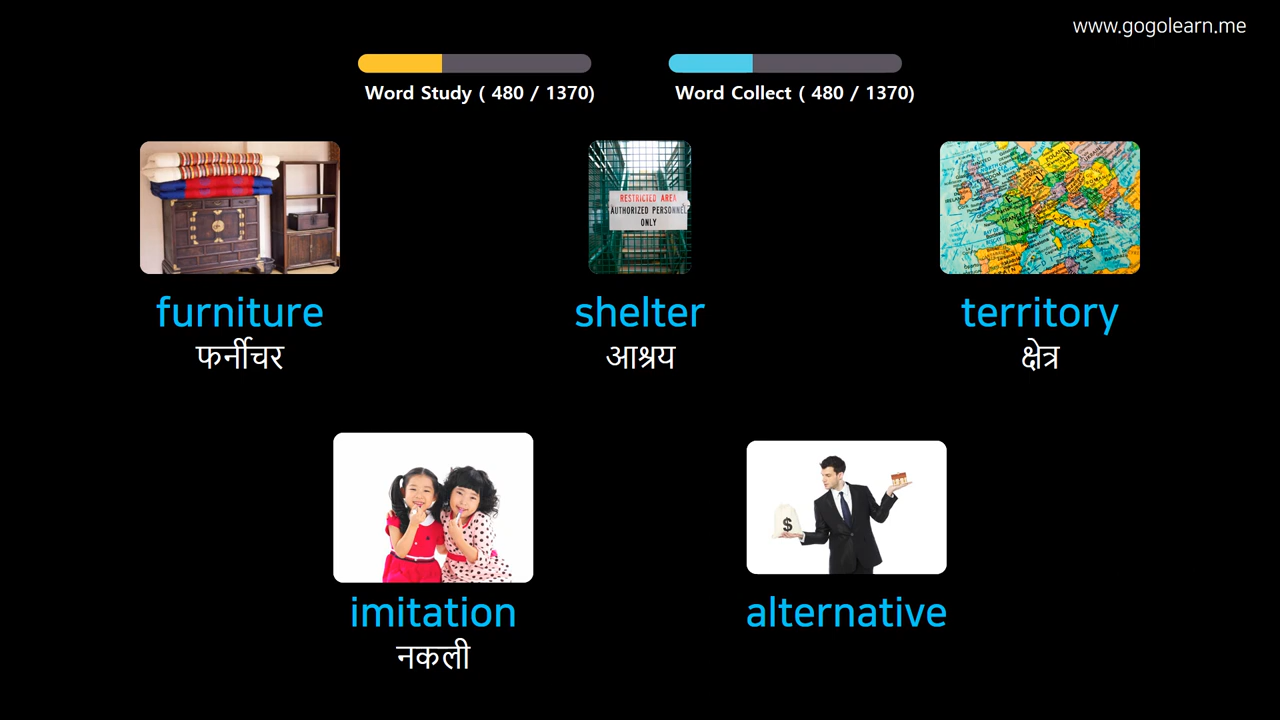 www.gogolearn.me
Word Study ( 480 / 1370)
Word Collect ( 480 / 1370)
RESTRICTED AREA
AUTHORIZED PERSONNEL
ONLY
$
furniture
shelter
territory
फर्नीचर
आश्रय
क्षेत्र
imitation
alternative
नकली